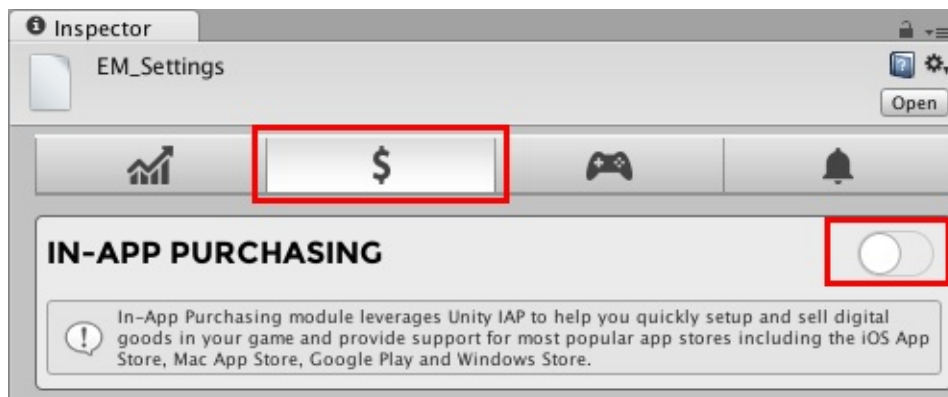 Inspector
EM_Settings
Open
$
IN-APP PURCHASING
In-App Purchasing module leverages Unity IAP to help you quickly setup and sell digital
goods in your game and provide support for most popular app stores including the iOS App
Store, Mac App Store, Google Play and Windows Store.